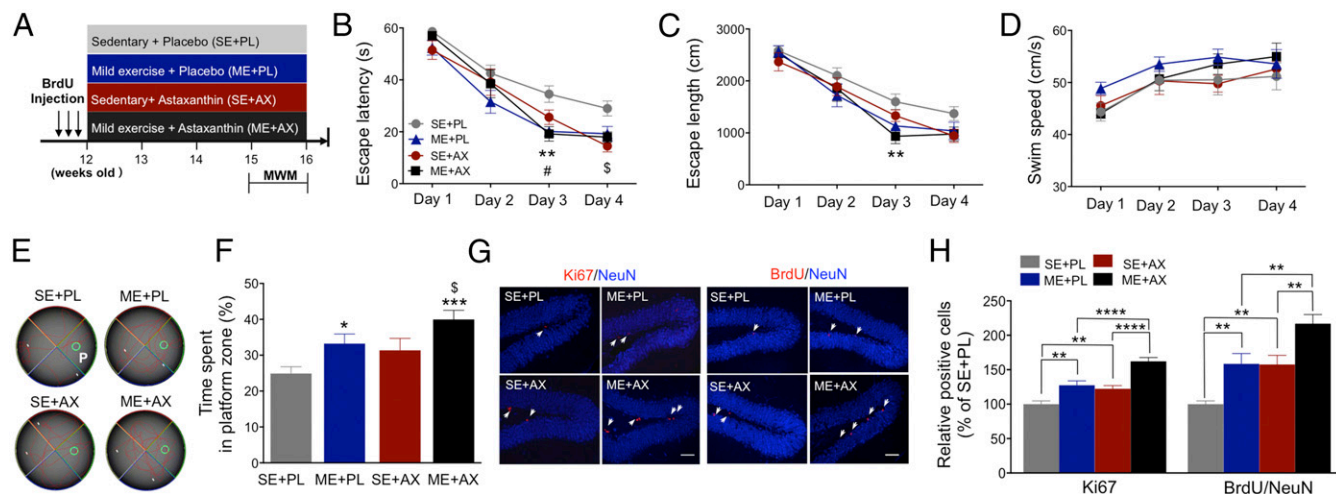 A
Sedentary + Placebo (SE+PL)
Mild exercise + Placebo (ME+PL)
Sedentary+ Astaxanthin (SE+AX)
Mild exercise + Astaxanthin (ME+AX)
BrdU
Injection
12 13 14 15 16
(weeks old )
MWM
B
Escape latency (s)
60
40
20
0
SE+PL
ME+PL
SE+AX
ME+AX
**
#
$
Day 1 Day 2 Day 3 Day 4
C
Escape length (cm)
3000
2000
1000
0
**
Day 1 Day 2 Day 3 Day 4
D
Swim speed (cm/s)
60
50
40
30
Day 1 Day 2 Day 3 Day 4
E
SE+PL ME+PL
P
SE+AX ME+AX
F
Time spent
in platform zone (%)
50
40
30
20
10
0
*
$
***
SE+PL ME+PL SE+AX ME+AX
G
Ki67/NeuN BrdU/NeuN
SE+PL ME+PL SE+PL ME+PL
SE+AX ME+AX SE+AX ME+AX
H
SE+PL SE+AX
ME+PL ME+AX
Relative positive cells
(% of SE+PL)
250
200
150
100
50
0
**
**
****
****
**
**
**
**
Ki67 BrdU/NeuN